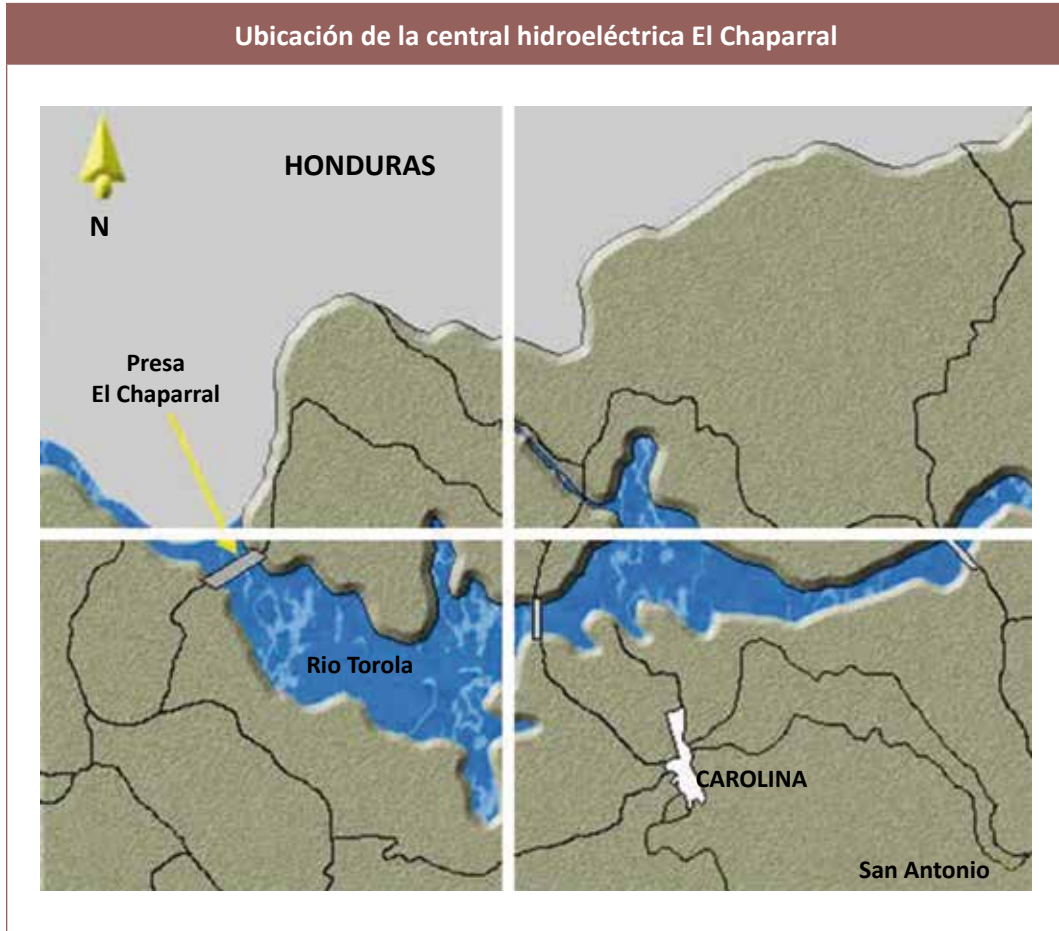 Ubicación de la central hidroeléctrica El Chaparral
HONDURAS
N
Presa
El Chaparral
Rio Torola
CAROLINA
San Antonio